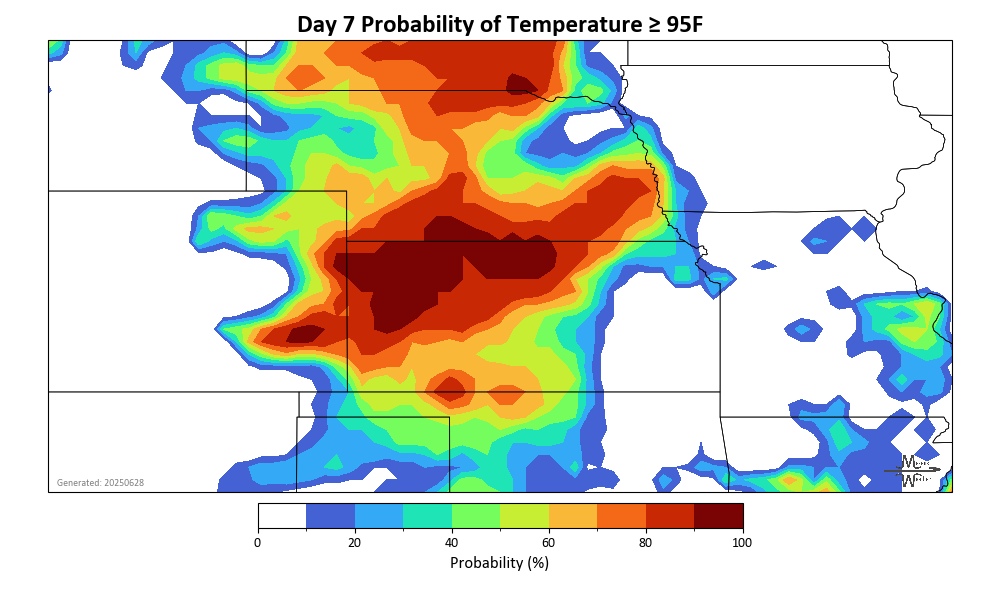 Day 7 Probability of Temperature ≥ 95F
Generated: 20250628
0 20 40 60 80 100
Probability (%)